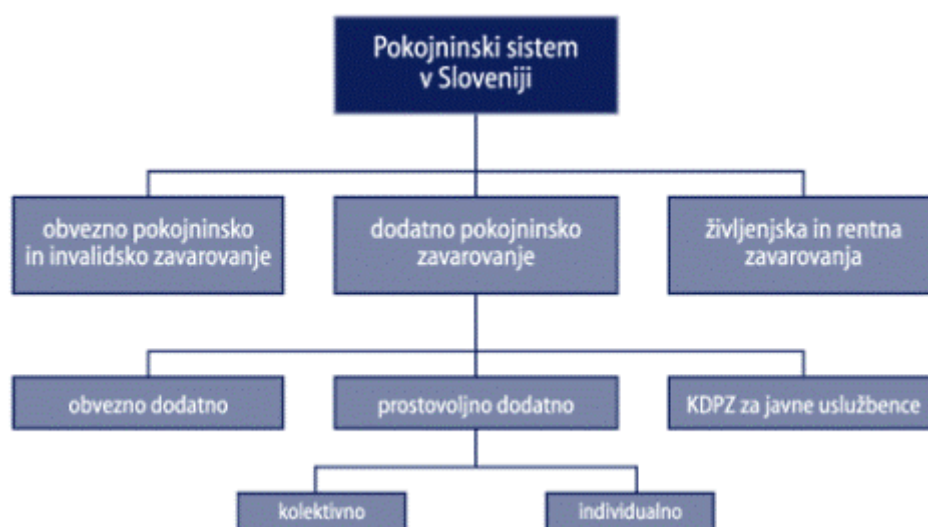 Pokojninski sistem
v Sloveniji
obvezno pokojninsko
in invalidsko zavarovanje
dodatno pokojninsko
zavarovanje
življenjska in rentna
zavarovanja
obvezno dodatno
prostovoljno dodatno
KDPZ za javne uslužbence
kolektivno
individualno